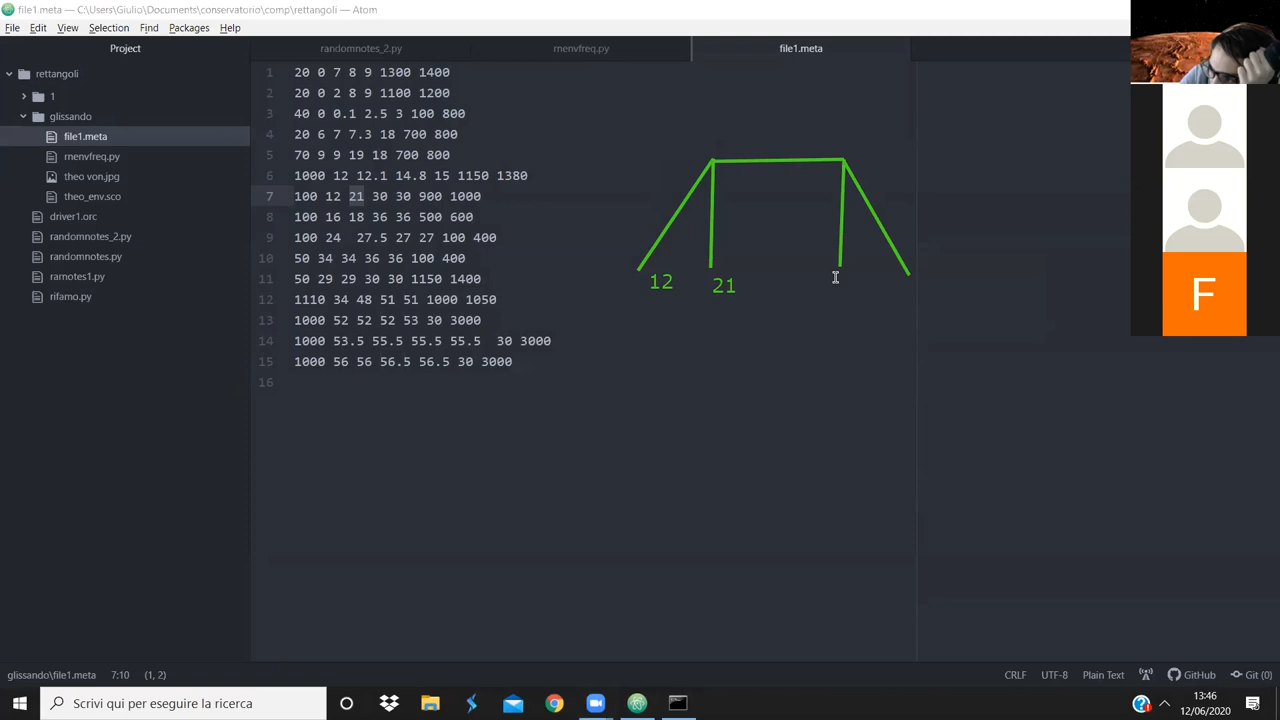 file1.meta — C:\Users\Giulio\Documents\conservatorio\comp\rettangoli — Atom
File Edit View Selection Find Packages Help
Project
randomnotes_2.py
rnenvfreq.py
file1.meta
rettangoli
1
glissando
file1.meta
rnenvfreq.py
theo von.jpg
theo_env.sco
driver1.orc
randomnotes_2.py
randomnotes.py
rarnotes1.py
rifamo.py
1 20 0 7 8 9 1300 1400
2 20 0 2 8 9 1100 1200
3 40 0 0.1 2.5 3 100 800
4 20 6 7 7.3 18 700 800
5 70 9 9 19 18 700 800
6 1000 12 12.1 14.8 15 1150 1380
7 100 12 21 30 30 900 1000
8 100 16 18 36 36 500 600
9 100 24  27.5 27 27 100 400
10 50 34 34 36 36 100 400
11 50 29 29 30 30 1150 1400
12 1110 34 48 51 51 1000 1050
13 1000 52 52 52 53 30 3000
14 1000 53.5 55.5 55.5 55.5  30 3000
15 1000 56 56 56.5 56.5 30 3000
16
12
21
F
glissando\file1.meta 7:10 (1, 2)
CRLF UTF-8 Plain Text GitHub Git (0)
Scrivi qui per eseguire la ricerca
13:46
12/06/2020